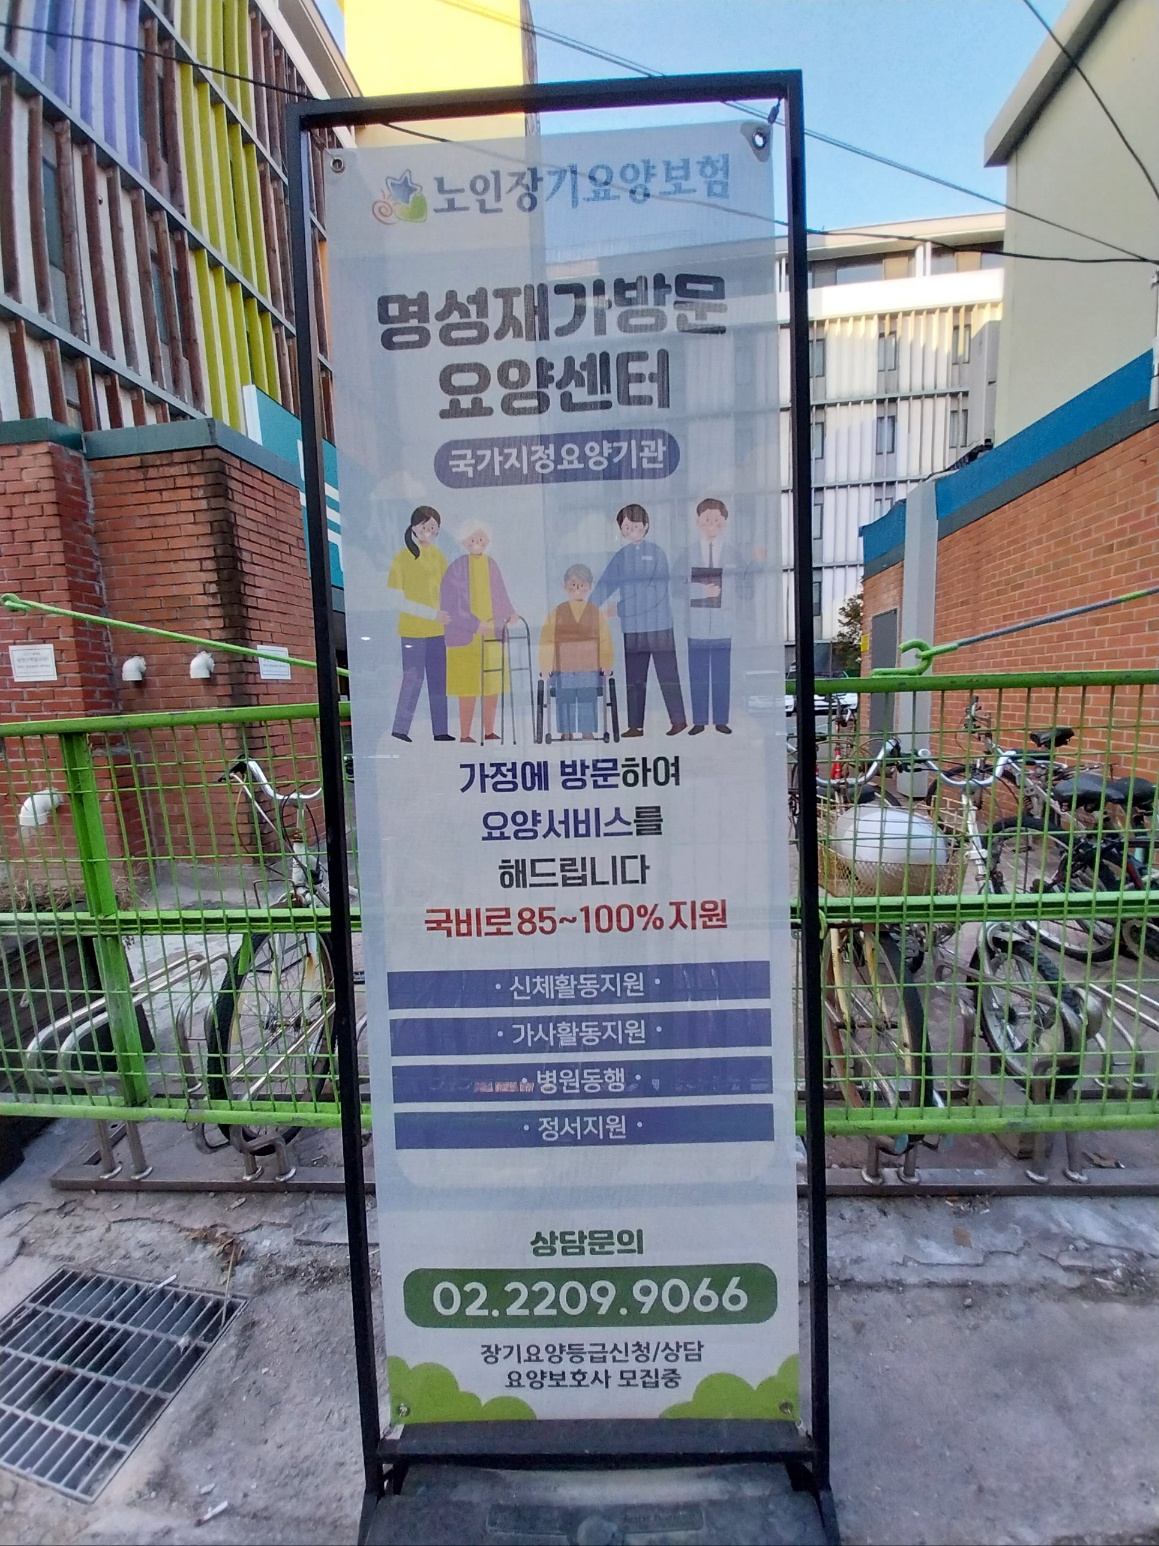 노인장기요양보험
명성재가방문
요양센터
국가지정요양기관
가정에 방문하여
요양서비스를
해드립니다
국비로85~100%지원
· 신체활동지원 ·
· 가사활동지원 ·
병원동행 ·
· 정서지원 ·
상담문의
02.2209.9066
장기요양등급신청/상담
요양보호사 모집중